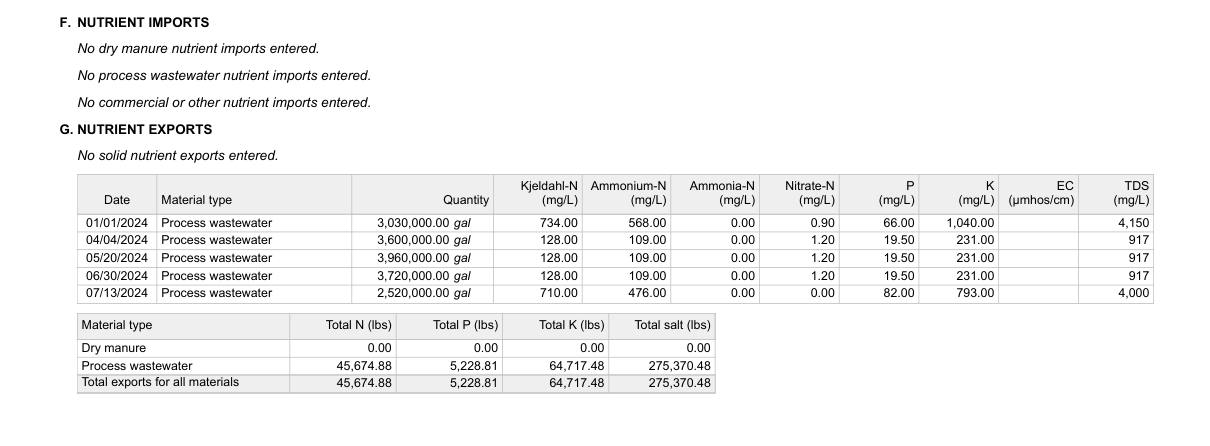 F. NUTRIENT IMPORTS
No dry manure nutrient imports entered.
No process wastewater nutrient imports entered.
No commercial or other nutrient imports entered.
G. NUTRIENT EXPORTS
No solid nutrient exports entered.
Date Material type Quantity Kjeldahl-N (mg/L) Ammonium-N (mg/L) Ammonia-N (mg/L) Nitrate-N (mg/L) P (mg/L) K (mg/L) EC (µmhos/cm) TDS (mg/L)
01/01/2024 Process wastewater 3,030,000.00 gal 734.00 568.00 0.00 0.90 66.00 1,040.00 4,150
04/04/2024 Process wastewater 3,600,000.00 gal 128.00 109.00 0.00 1.20 19.50 231.00 917
05/20/2024 Process wastewater 3,960,000.00 gal 128.00 109.00 0.00 1.20 19.50 231.00 917
06/30/2024 Process wastewater 3,720,000.00 gal 128.00 109.00 0.00 1.20 19.50 231.00 917
07/13/2024 Process wastewater 2,520,000.00 gal 710.00 476.00 0.00 0.00 82.00 793.00 4,000
Material type Total N (lbs) Total P (lbs) Total K (lbs) Total salt (lbs)
Dry manure 0.00 0.00 0.00 0.00
Process wastewater 45,674.88 5,228.81 64,717.48 275,370.48
Total exports for all materials 45,674.88 5,228.81 64,717.48 275,370.48